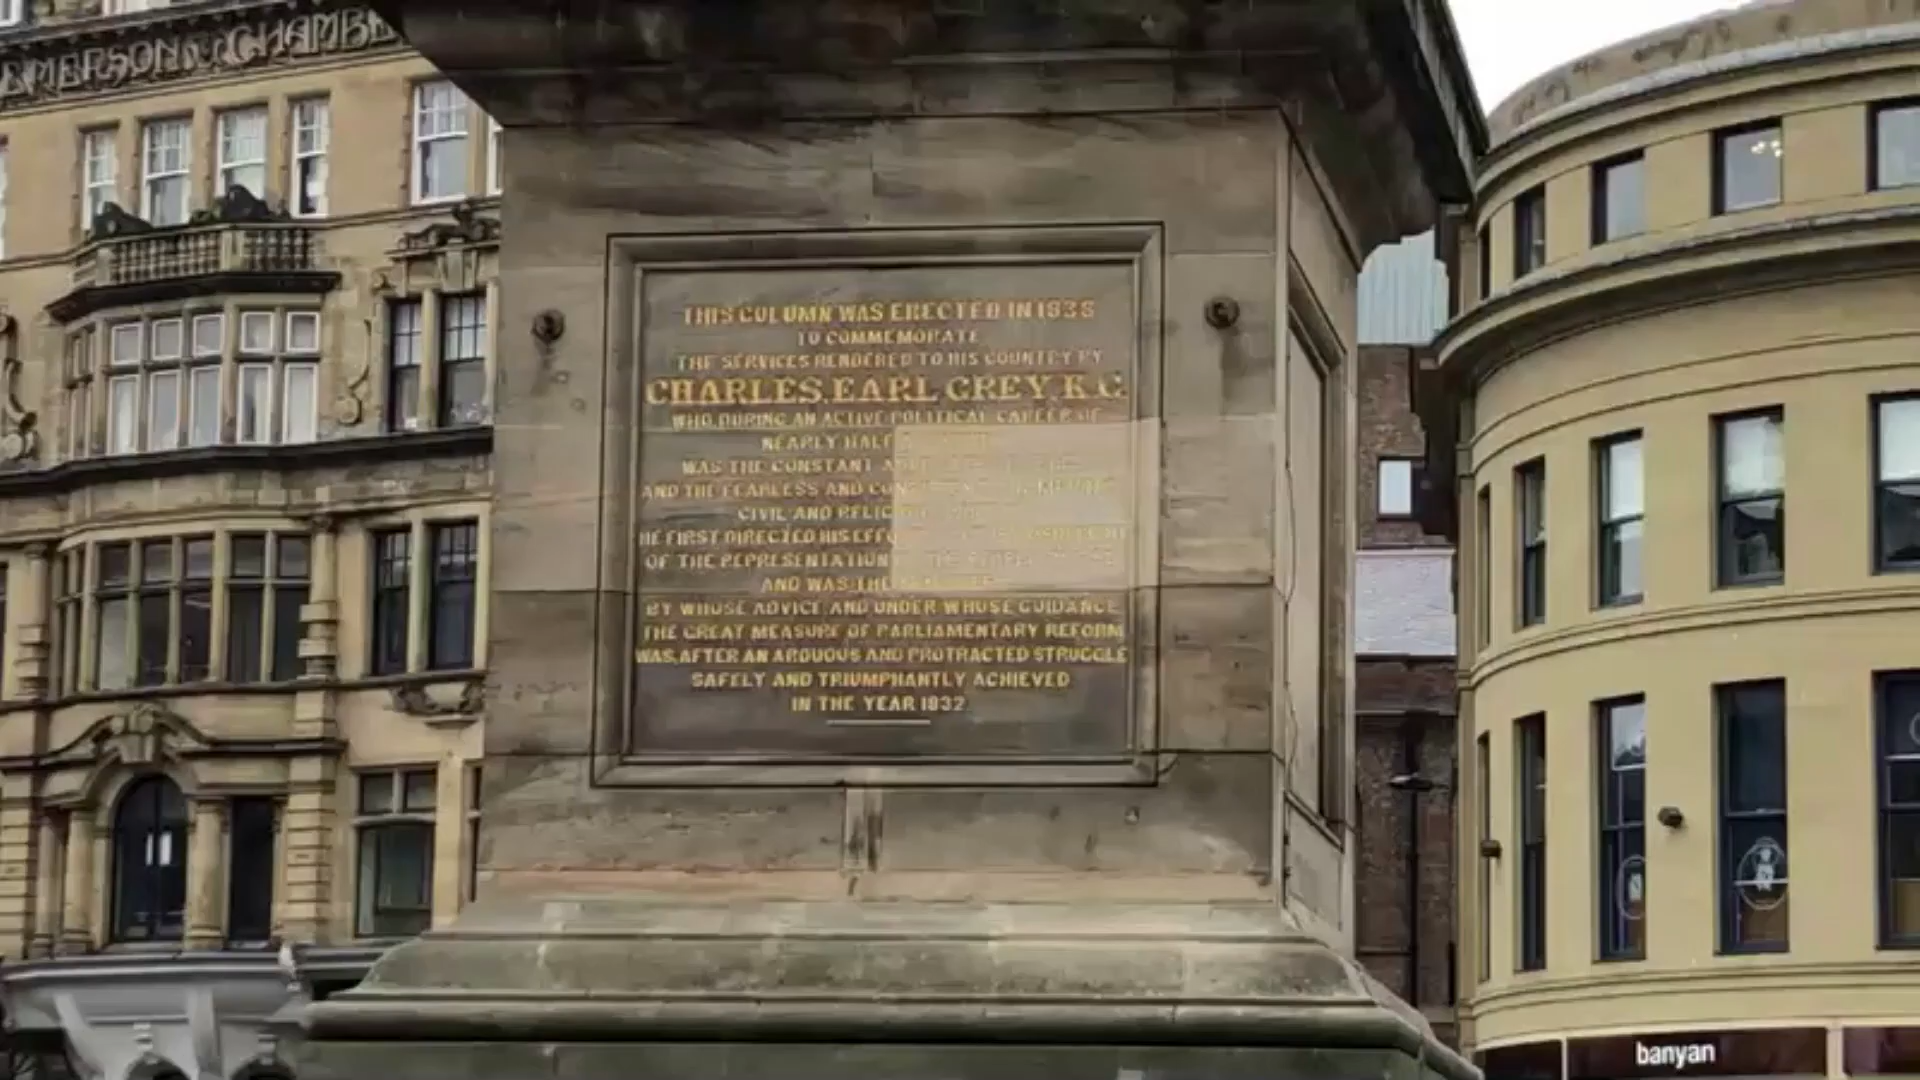 EMERSON CHAMBE
THIS COLUMN WAS ERECTED IN 1838
TO COMMEMORATE
THE SERVICES RENDERED TO HIS COUNTRY BY
CHARLES, EARL GREY, K.G.
WHO, DURING AN ACTIVE POLITICAL CAREER OF
NEARLY HALF
WAS THE CONSTANT
AND THE FEARLESS AND
CIVIL AND
HE FIRST DIRECTED HIS
OF THE REPRESENTATION
AND WAS THE
BY WHOSE ADVICE AND UNDER WHOSE GUIDANCE
THE GREAT MEASURE OF PARLIAMENTARY REFORM
WAS, AFTER AN ARDUOUS AND PROTRACTED STRUGGLE
SAFELY AND TRIUMPHANTLY ACHIEVED
IN THE YEAR 1832
banyan